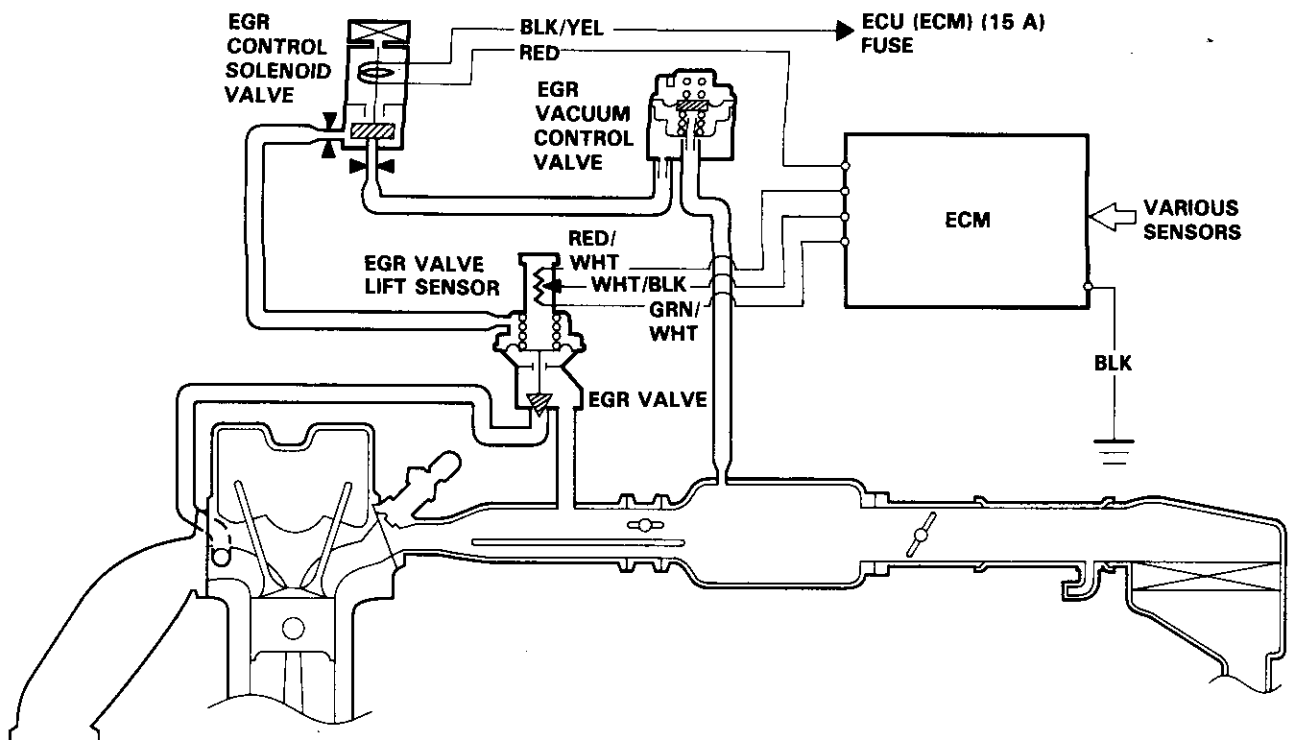 EGR
CONTROL
SOLENOID
VALVE
BLK/YEL
RED
ECU (ECM) (15 A)
FUSE
EGR
VACUUM
CONTROL
VALVE
ECM
VARIOUS
SENSORS
RED/
WHT
EGR VALVE
LIFT SENSOR
WHT/BLK
GRN/
WHT
BLK
EGR VALVE